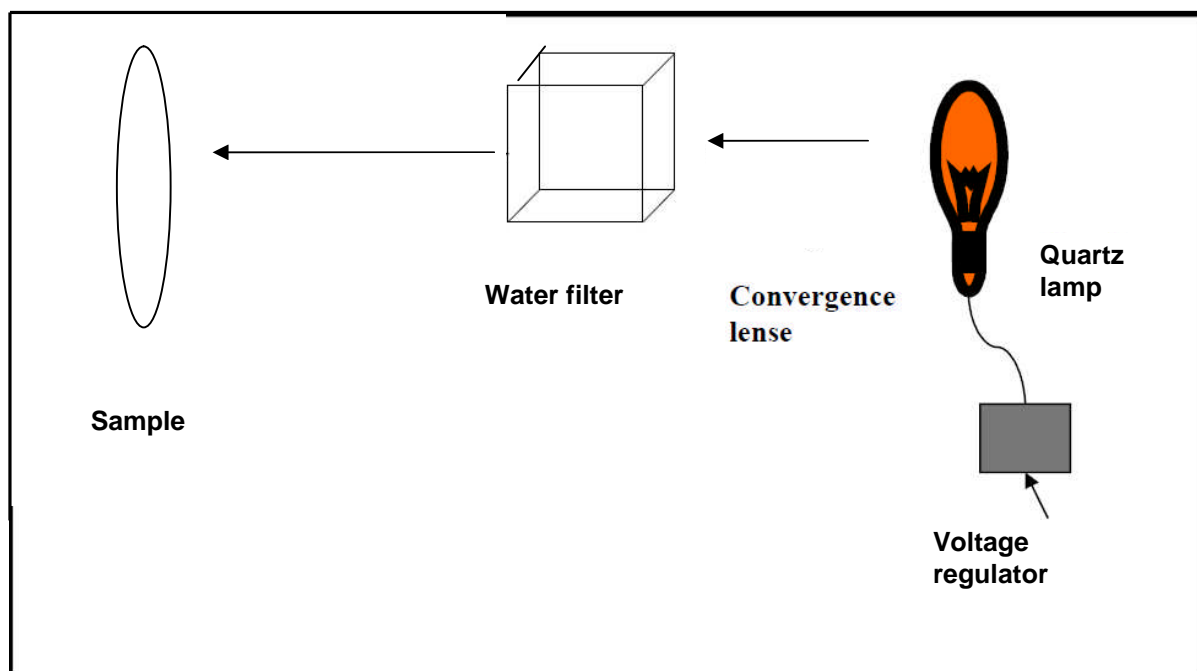 Quartz
lamp
Water filter
Convergence
lense
Sample
Voltage
regulator